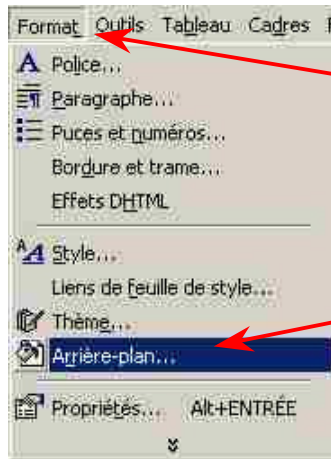 Format Outils Tableau Cadres
Police...
Paragraphe...
Puces et numéros...
Bordure et trame...
Effets DHTML
Style...
Liens de feuille de style...
Thème...
Arrière-plan...
Propriétés... Alt+ENTRÉE